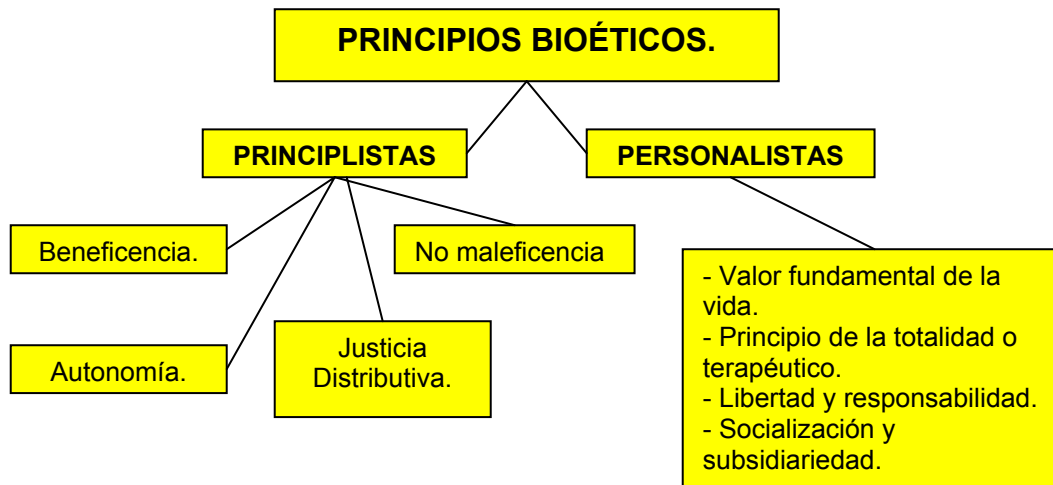 PRINCIPIOS BIOÉTICOS.
PRINCIPLISTAS
PERSONALISTAS
Beneficencia.
No maleficencia
Autonomía.
Justicia
Distributiva.
- Valor fundamental de la
vida.
- Principio de la totalidad o
terapéutico.
- Libertad y responsabilidad.
- Socialización y
subsidiariedad.